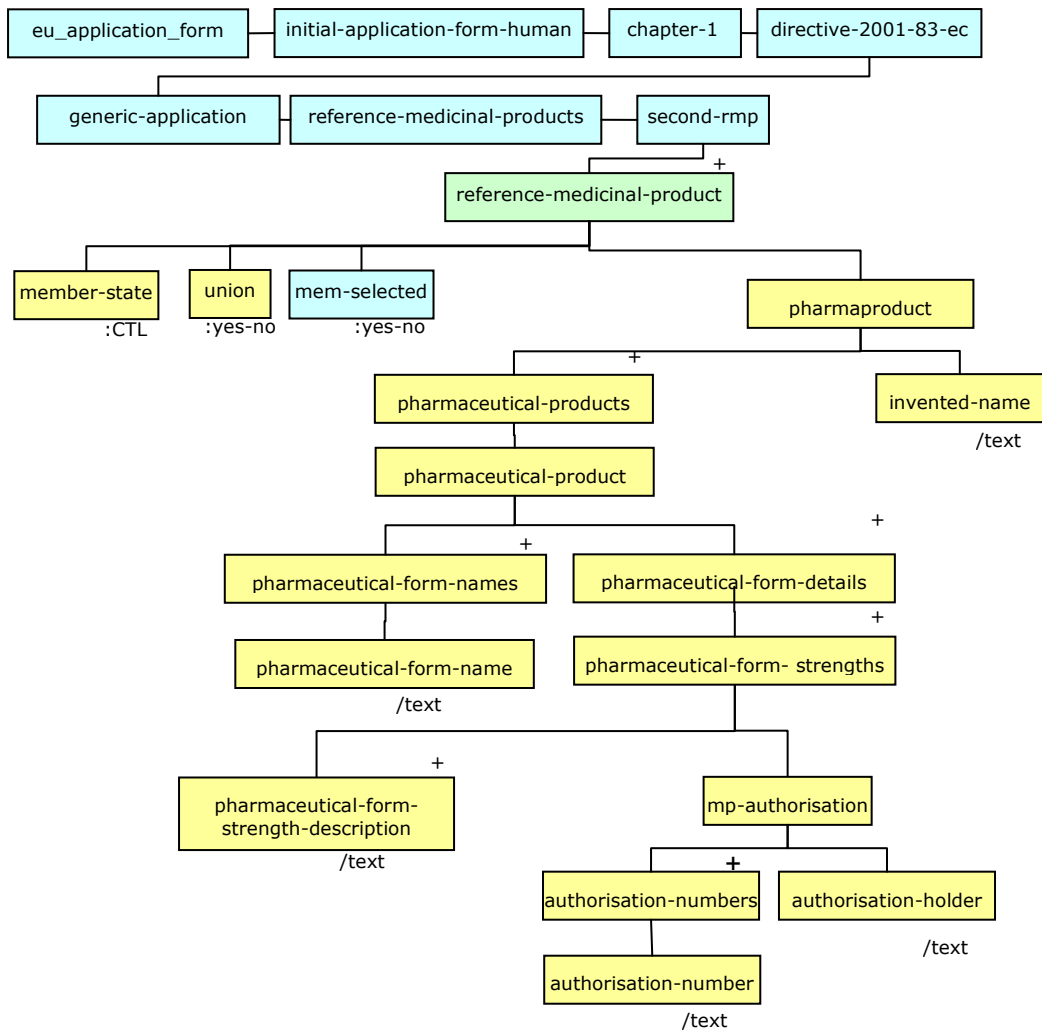 eu_application_form initial-application-form-human chapter-1 directive-2001-83-ec
generic-application reference-medicinal-products second-rmp
+
reference-medicinal-product
member-state union mem-selected
:CTL :yes-no :yes-no
pharmaproduct
+
pharmaceutical-products invented-name
/text
pharmaceutical-product
+
+
pharmaceutical-form-names pharmaceutical-form-details
+
pharmaceutical-form-name pharmaceutical-form- strengths
/text
+
pharmaceutical-form-
strength-description
/text
mp-authorisation
+
authorisation-numbers authorisation-holder
/text
authorisation-number
/text